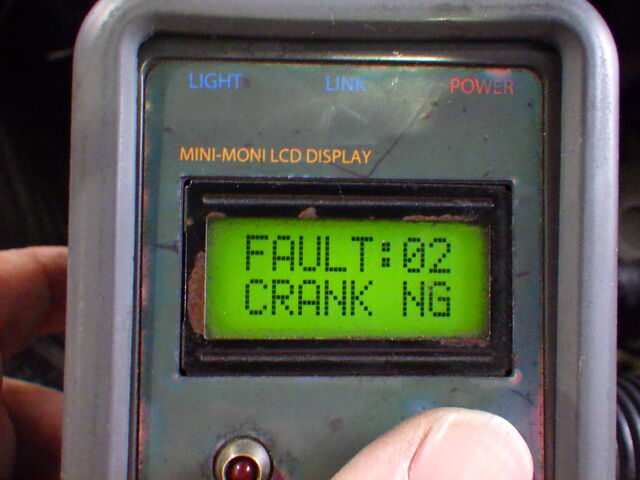 LIGHT LINK POWER
MINI-MONI LCD DISPLAY
FAULT:02
CRANK NG